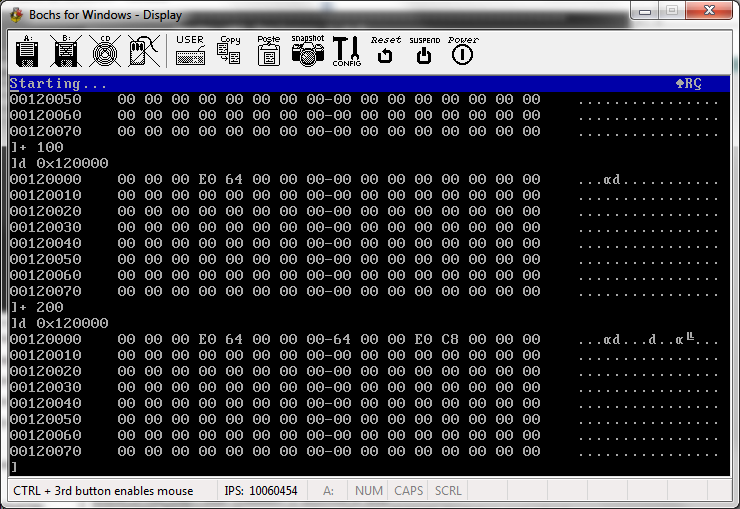 Bochs for Windows - Display
A: B: CD USER Copy Paste snapshot CONFIG Reset SUSPEND Power
Starting... ♠RÇ
00120050 00 00 00 00 00 00 00 00-00 00 00 00 00 00 00 00 ................
00120060 00 00 00 00 00 00 00 00-00 00 00 00 00 00 00 00 ................
00120070 00 00 00 00 00 00 00 00-00 00 00 00 00 00 00 00 ................
]+ 100
]d 0x120000
00120000 00 00 00 E0 64 00 00 00-00 00 00 00 00 00 00 00 ...αd...........
00120010 00 00 00 00 00 00 00 00-00 00 00 00 00 00 00 00 ................
00120020 00 00 00 00 00 00 00 00-00 00 00 00 00 00 00 00 ................
00120030 00 00 00 00 00 00 00 00-00 00 00 00 00 00 00 00 ................
00120040 00 00 00 00 00 00 00 00-00 00 00 00 00 00 00 00 ................
00120050 00 00 00 00 00 00 00 00-00 00 00 00 00 00 00 00 ................
00120060 00 00 00 00 00 00 00 00-00 00 00 00 00 00 00 00 ................
00120070 00 00 00 00 00 00 00 00-00 00 00 00 00 00 00 00 ................
]+ 200
]d 0x120000
00120000 00 00 00 E0 64 00 00 00-64 00 00 E0 C8 00 00 00 ...αd...d..α╚...
00120010 00 00 00 00 00 00 00 00-00 00 00 00 00 00 00 00 ................
00120020 00 00 00 00 00 00 00 00-00 00 00 00 00 00 00 00 ................
00120030 00 00 00 00 00 00 00 00-00 00 00 00 00 00 00 00 ................
00120040 00 00 00 00 00 00 00 00-00 00 00 00 00 00 00 00 ................
00120050 00 00 00 00 00 00 00 00-00 00 00 00 00 00 00 00 ................
00120060 00 00 00 00 00 00 00 00-00 00 00 00 00 00 00 00 ................
00120070 00 00 00 00 00 00 00 00-00 00 00 00 00 00 00 00 ................
]
CTRL + 3rd button enables mouse IPS: 10060454 A: NUM CAPS SCRL